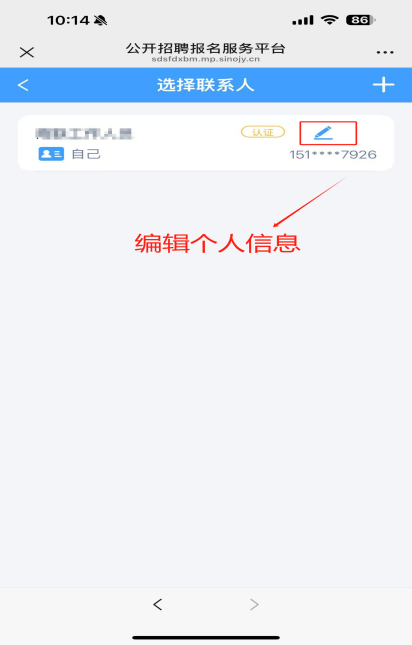 10:14
86
公开招聘报名服务平台
sdsfdxbm.mp.sinojy.cn
选择联系人
认证
自己
151****7926
编辑个人信息